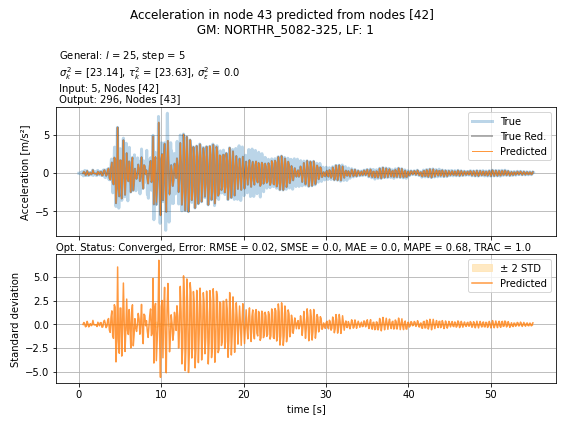 Acceleration in node 43 predicted from nodes [42]
GM: NORTHR_5082-325, LF: 1
General: l = 25, step = 5
σ²ₖ = [23.14], τ²ₖ = [23.63], σ²ε = 0.0
Input: 5, Nodes [42]
Output: 296, Nodes [43]
Acceleration [m/s²]
5
0
−5
True
True Red.
Predicted
Opt. Status: Converged, Error: RMSE = 0.02, SMSE = 0.0, MAE = 0.0, MAPE = 0.68, TRAC = 1.0
Standard deviation
5.0
2.5
0.0
−2.5
−5.0
± 2 STD
Predicted
0 10 20 30 40 50
time [s]